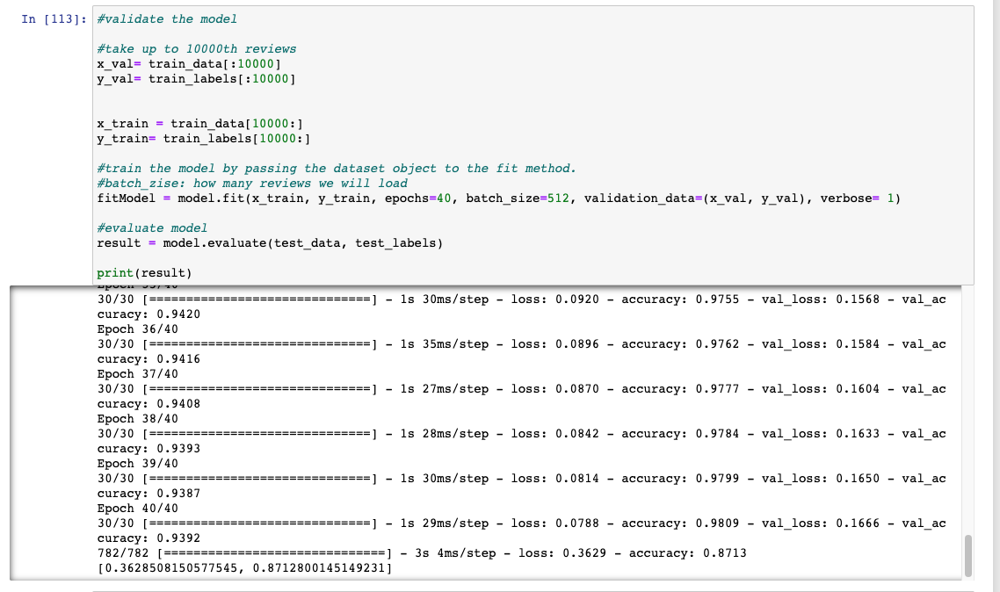 In [113]:
#validate the model
#take up to 10000th reviews
x_val= train_data[:10000]
y_val= train_labels[:10000]
x_train = train_data[10000:]
y_train= train_labels[10000:]
#train the model by passing the dataset object to the fit method.
#batch_zise: how many reviews we will load
fitModel = model.fit(x_train, y_train, epochs=40, batch_size=512, validation_data=(x_val, y_val), verbose= 1)
#evaluate model
result = model.evaluate(test_data, test_labels)
print(result)
Epoch 35/40
30/30 [==============================] - 1s 30ms/step - loss: 0.0920 - accuracy: 0.9755 - val_loss: 0.1568 - val_ac
curacy: 0.9420
Epoch 36/40
30/30 [==============================] - 1s 35ms/step - loss: 0.0896 - accuracy: 0.9762 - val_loss: 0.1584 - val_ac
curacy: 0.9416
Epoch 37/40
30/30 [==============================] - 1s 27ms/step - loss: 0.0870 - accuracy: 0.9777 - val_loss: 0.1604 - val_ac
curacy: 0.9408
Epoch 38/40
30/30 [==============================] - 1s 28ms/step - loss: 0.0842 - accuracy: 0.9784 - val_loss: 0.1633 - val_ac
curacy: 0.9393
Epoch 39/40
30/30 [==============================] - 1s 30ms/step - loss: 0.0814 - accuracy: 0.9799 - val_loss: 0.1650 - val_ac
curacy: 0.9387
Epoch 40/40
30/30 [==============================] - 1s 29ms/step - loss: 0.0788 - accuracy: 0.9809 - val_loss: 0.1666 - val_ac
curacy: 0.9392
782/782 [==============================] - 3s 4ms/step - loss: 0.3629 - accuracy: 0.8713
[0.3628508150577545, 0.8712800145149231]